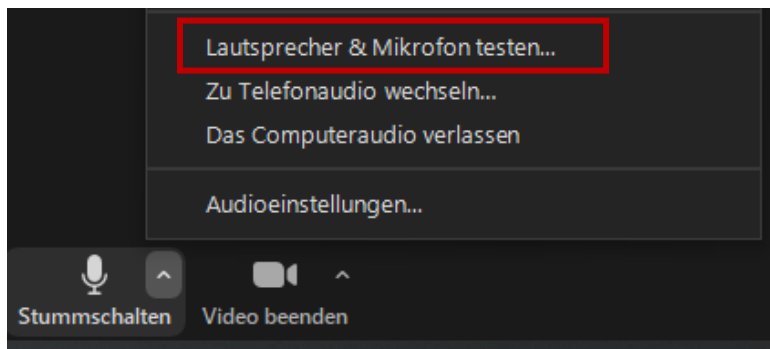 Lautsprecher & Mikrofon testen...
Zu Telefonaudio wechseln...
Das Computeraudio verlassen
Audioeinstellungen...
Stummschalten
Video beenden